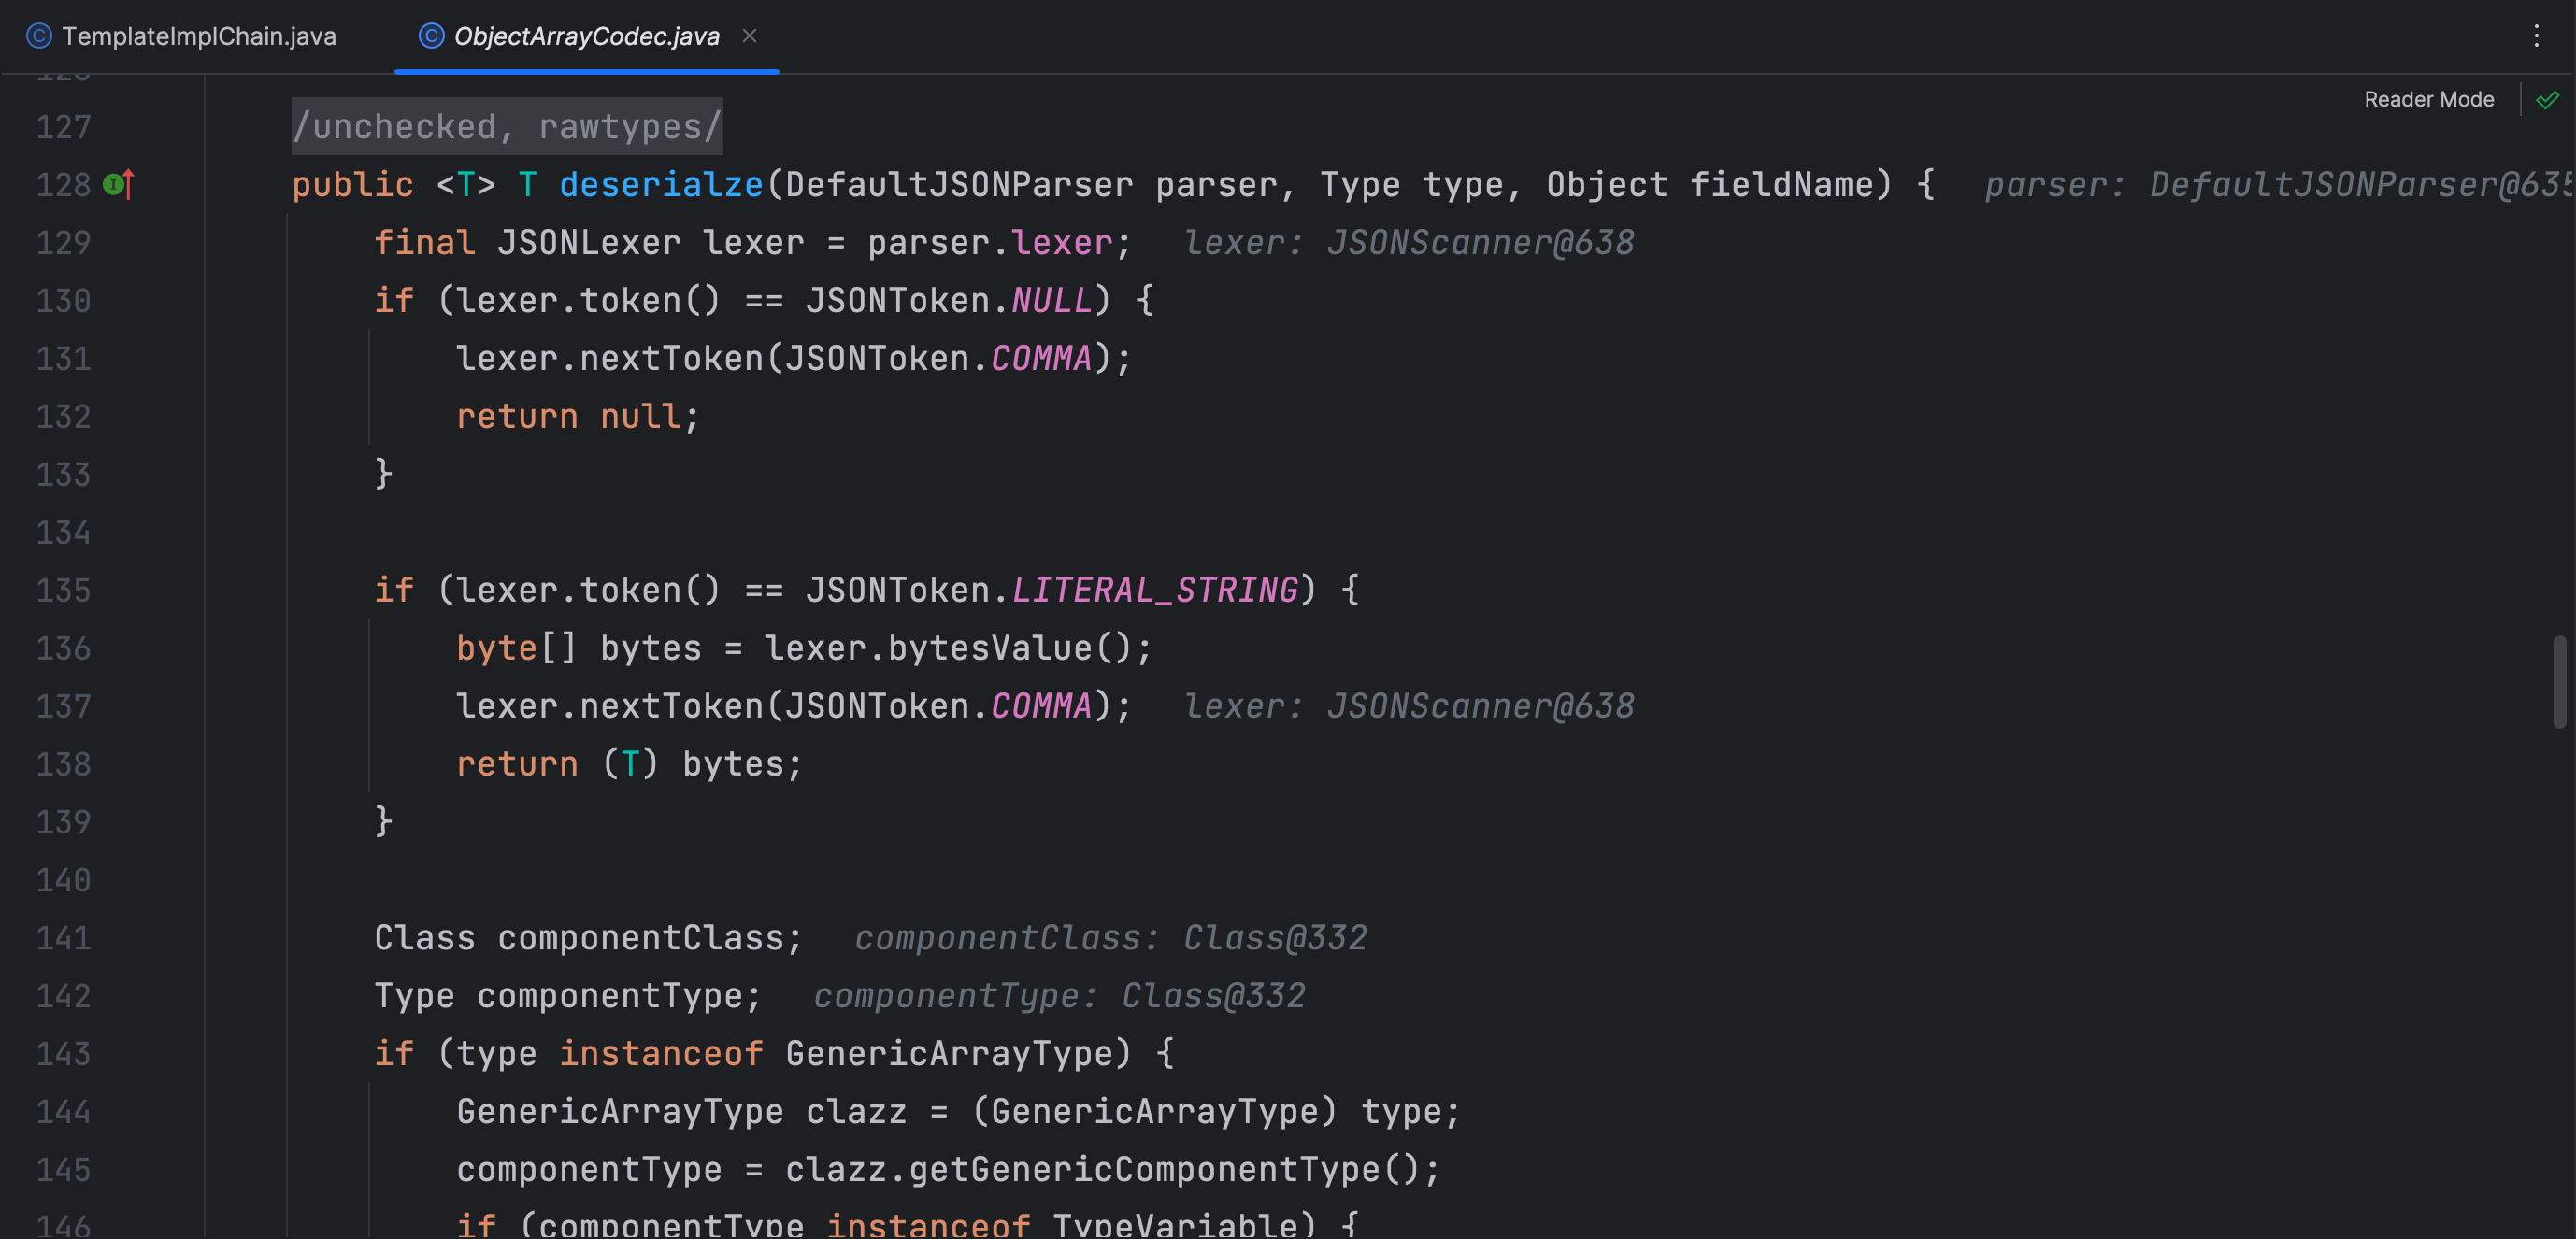 TemplateImplChain.java ObjectArrayCodec.java
Reader Mode
127 /unchecked, rawtypes/
128 public <T> T deserialze(DefaultJSONParser parser, Type type, Object fieldName) { parser: DefaultJSONParser@635
129 final JSONLexer lexer = parser.lexer; lexer: JSONScanner@638
130 if (lexer.token() == JSONToken.NULL) {
131 lexer.nextToken(JSONToken.COMMA);
132 return null;
133 }
134
135 if (lexer.token() == JSONToken.LITERAL_STRING) {
136 byte[] bytes = lexer.bytesValue();
137 lexer.nextToken(JSONToken.COMMA); lexer: JSONScanner@638
138 return (T) bytes;
139 }
140
141 Class componentClass; componentClass: Class@332
142 Type componentType; componentType: Class@332
143 if (type instanceof GenericArrayType) {
144 GenericArrayType clazz = (GenericArrayType) type;
145 componentType = clazz.getGenericComponentType();
146 if (componentType instanceof TypeVariable) {